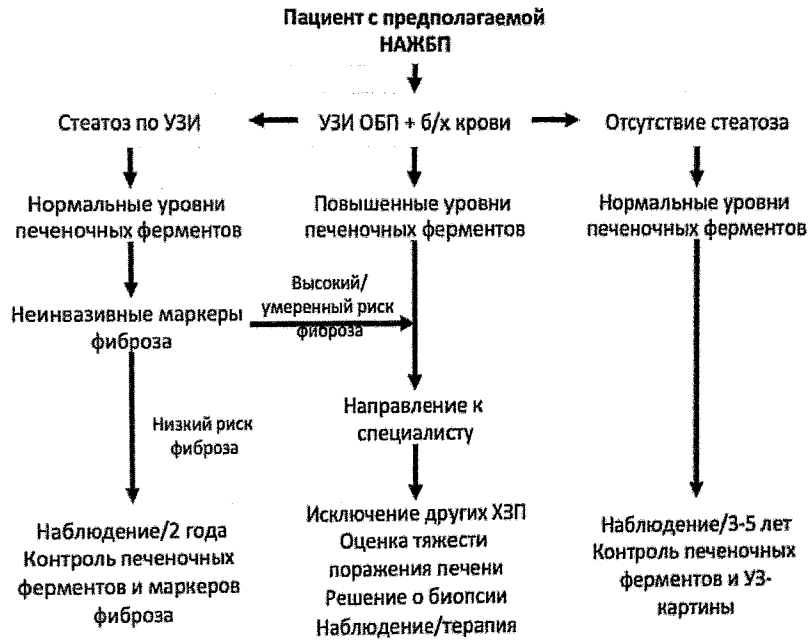 Пациент с предполагаемой
НАЖБП
Стеатоз по УЗИ
УЗИ ОБП + б/х крови
Отсутствие стеатоза
Нормальные уровни
печеночных ферментов
Повышенные уровни
печеночных ферментов
Нормальные уровни
печеночных ферментов
Неинвазивные маркеры
фиброза
Высокий/
умеренный риск
фиброза
Низкий риск
фиброза
Направление к
специалисту
Наблюдение/2 года
Контроль печеночных
ферментов и маркеров
фиброза
Исключение других ХЗП
Оценка тяжести
поражения печени
Решение о биопсии
Наблюдение/терапия
Наблюдение/3-5 лет
Контроль печеночных
ферментов и УЗ-
картины